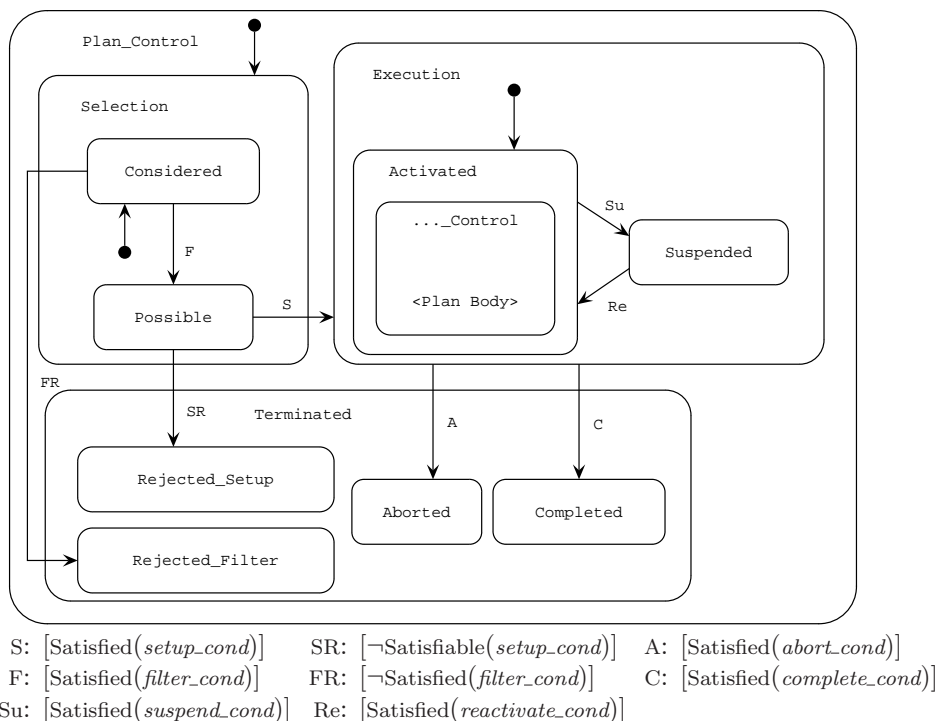 Plan_Control
Execution
Selection
Considered
Activated
..._Control
Su
Suspended
F
<Plan Body>
Re
Possible
S
FR
SR
Terminated
A
C
Rejected_Setup
Aborted
Completed
Rejected_Filter
S: [Satisfied(setup_cond)] SR: [¬Satisfiable(setup_cond)] A: [Satisfied(abort_cond)]
F: [Satisfied(filter_cond)] FR: [¬Satisfied(filter_cond)] C: [Satisfied(complete_cond)]
Su: [Satisfied(suspend_cond)] Re: [Satisfied(reactivate_cond)]